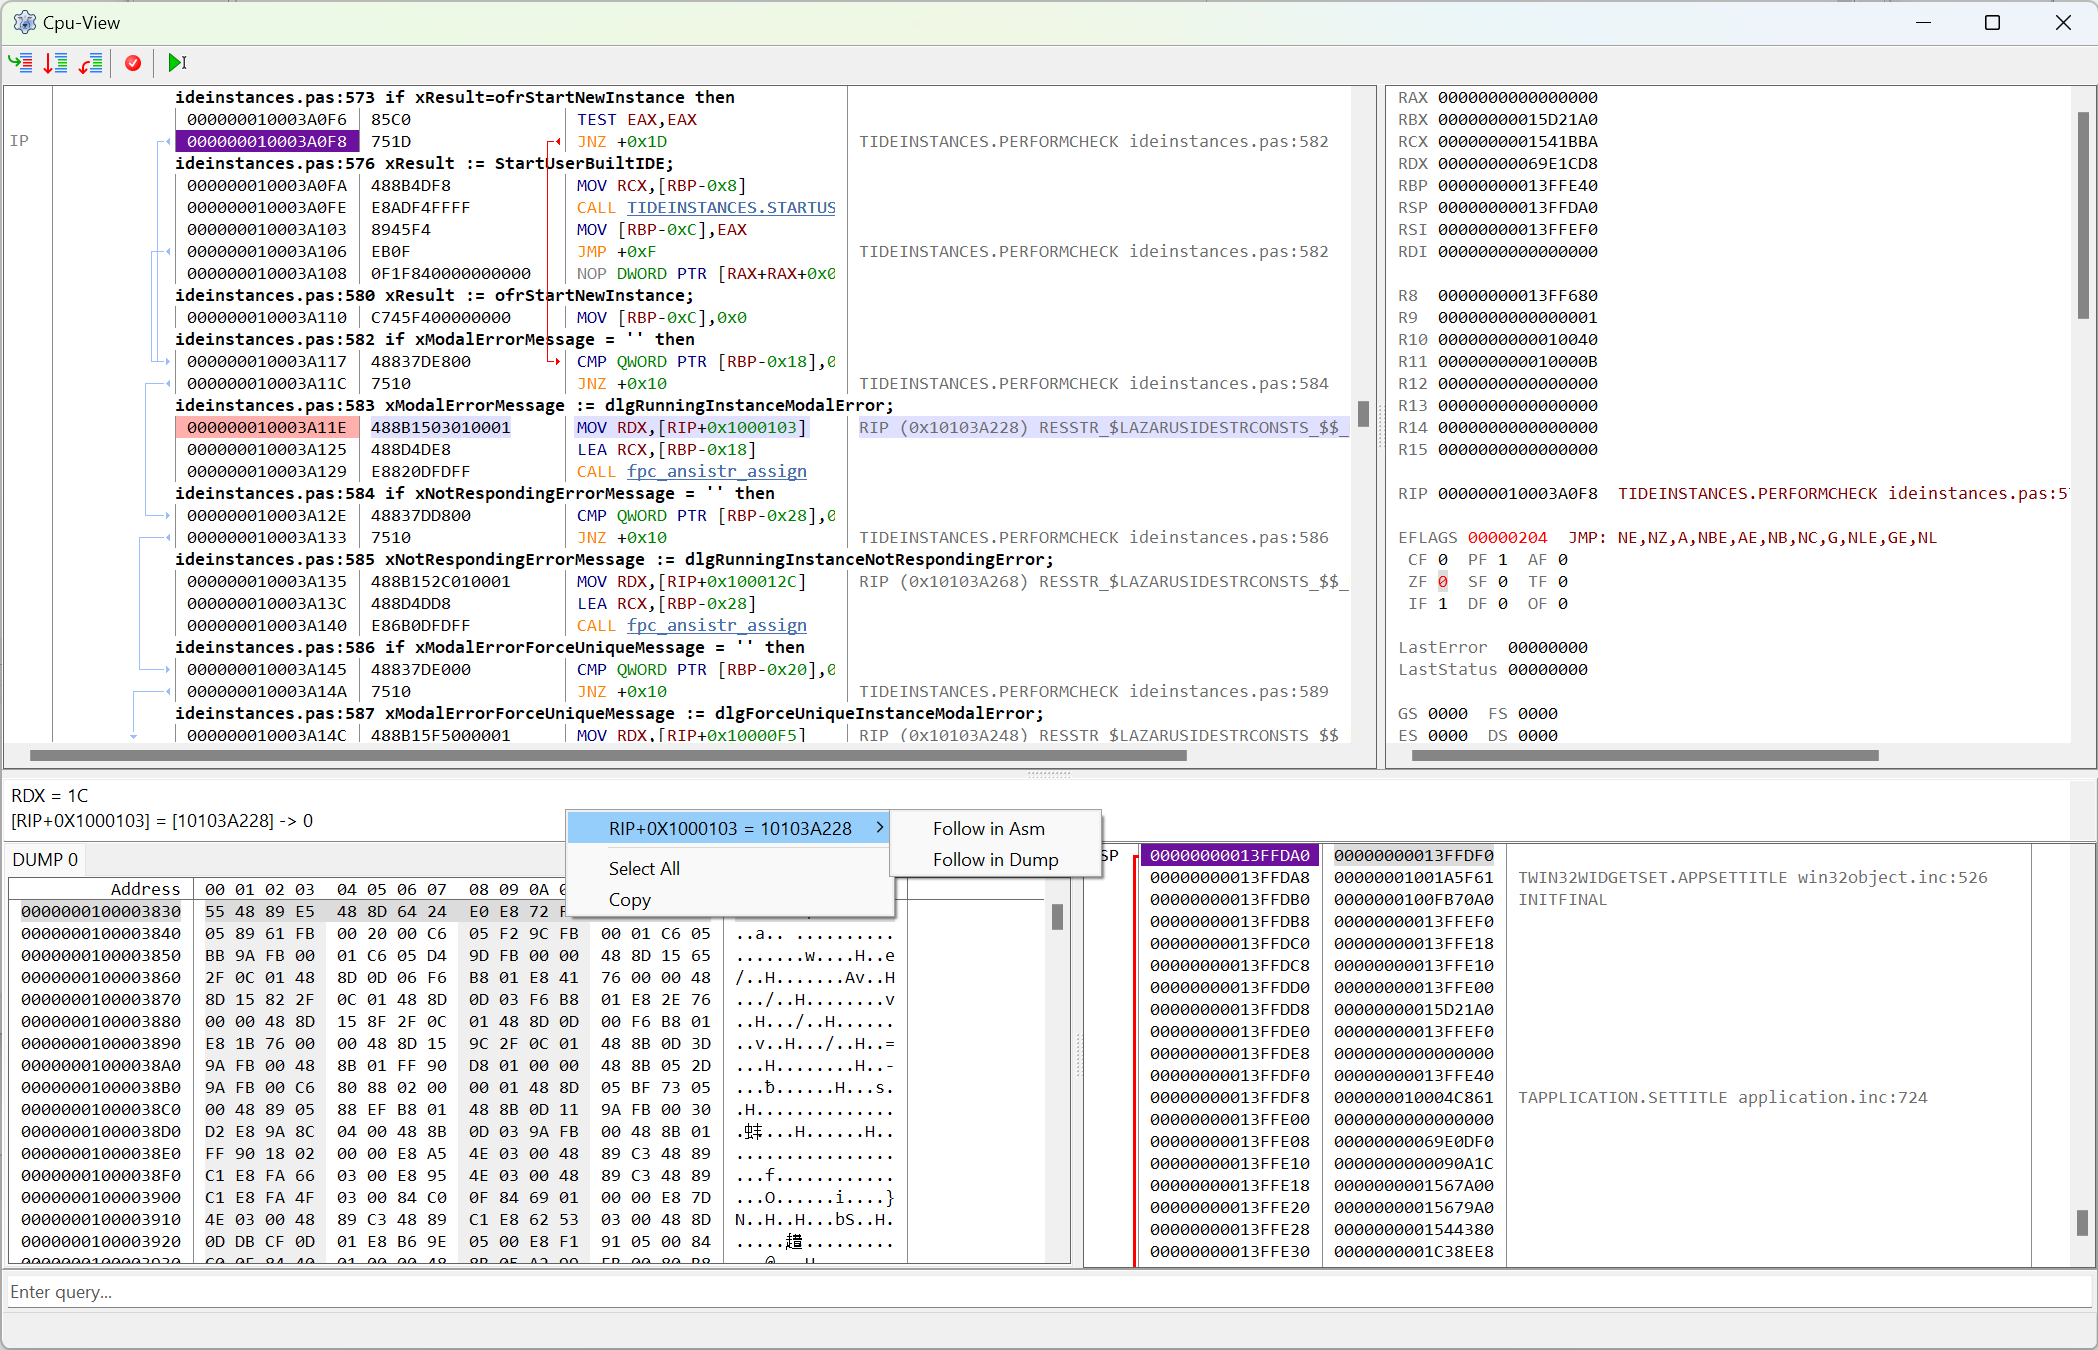 Cpu-View
ideinstances.pas:573 if xResult=ofrStartNewInstance then
000000010003A0F6 85C0 TEST EAX,EAX
IP 000000010003A0F8 751D JNZ +0x1D TIDEINSTANCES.PERFORMCHECK ideinstances.pas:582
ideinstances.pas:576 xResult := StartUserBuiltIDE;
000000010003A0FA 488B4DF8 MOV RCX,[RBP-0x8]
000000010003A0FE E8ADF4FFFF CALL TIDEINSTANCES.STARTUS
000000010003A103 8945F4 MOV [RBP-0xC],EAX
000000010003A106 EB0F JMP +0xF TIDEINSTANCES.PERFORMCHECK ideinstances.pas:582
000000010003A108 0F1F840000000000 NOP DWORD PTR [RAX+RAX+0x0
ideinstances.pas:580 xResult := ofrStartNewInstance;
000000010003A110 C745F400000000 MOV [RBP-0xC],0x0
ideinstances.pas:582 if xModalErrorMessage = '' then
000000010003A117 48837DE800 CMP QWORD PTR [RBP-0x18],0
000000010003A11C 7510 JNZ +0x10 TIDEINSTANCES.PERFORMCHECK ideinstances.pas:584
ideinstances.pas:583 xModalErrorMessage := dlgRunningInstanceModalError;
000000010003A11E 488B1503010001 MOV RDX,[RIP+0x1000103] RIP (0x10103A228) RESSTR_$LAZARUSIDESTRCONSTS_$$_
000000010003A125 488D4DE8 LEA RCX,[RBP-0x18]
000000010003A129 E8820DFDFF CALL fpc_ansistr_assign
ideinstances.pas:584 if xNotRespondingErrorMessage = '' then
000000010003A12E 48837DD800 CMP QWORD PTR [RBP-0x28],0
000000010003A133 7510 JNZ +0x10 TIDEINSTANCES.PERFORMCHECK ideinstances.pas:586
ideinstances.pas:585 xNotRespondingErrorMessage := dlgRunningInstanceNotRespondingError;
000000010003A135 488B152C010001 MOV RDX,[RIP+0x100012C] RIP (0x10103A268) RESSTR_$LAZARUSIDESTRCONSTS_$$_
000000010003A13C 488D4DD8 LEA RCX,[RBP-0x28]
000000010003A140 E86B0DFDFF CALL fpc_ansistr_assign
ideinstances.pas:586 if xModalErrorForceUniqueMessage = '' then
000000010003A145 48837DE000 CMP QWORD PTR [RBP-0x20],0
000000010003A14A 7510 JNZ +0x10 TIDEINSTANCES.PERFORMCHECK ideinstances.pas:589
ideinstances.pas:587 xModalErrorForceUniqueMessage := dlgForceUniqueInstanceModalError;
000000010003A14C 488B15F5000001 MOV RDX,[RIP+0x10000F5] RIP (0x10103A248) RESSTR_$LAZARUSIDESTRCONSTS_$$_
RAX 0000000000000000
RBX 00000000015D21A0
RCX 0000000001541BBA
RDX 00000000069E1CD8
RBP 00000000013FFE40
RSP 00000000013FFDA0
RSI 00000000013FFEF0
RDI 0000000000000000
R8 00000000013FF680
R9 0000000000000001
R10 0000000000010040
R11 000000000010000B
R12 0000000000000000
R13 0000000000000000
R14 0000000000000000
R15 0000000000000000
RIP 000000010003A0F8 TIDEINSTANCES.PERFORMCHECK ideinstances.pas:5
EFLAGS 00000204 JMP: NE,NZ,A,NBE,AE,NB,NC,G,NLE,GE,NL
CF 0 PF 1 AF 0
ZF 0 SF 0 TF 0
IF 1 DF 0 OF 0
LastError 00000000
LastStatus 00000000
GS 0000 FS 0000
ES 0000 DS 0000
RDX = 1C
[RIP+0X1000103] = [10103A228] -> 0
RIP+0X1000103 = 10103A228
Select All
Copy
Follow in Asm
Follow in Dump
DUMP 0
Address 00 01 02 03 04 05 06 07 08 09 0A
0000000100003830 55 48 89 E5 48 8D 64 24 E0 E8 72
0000000100003840 05 89 61 FB 00 20 00 C6 05 F2 9C FB 00 01 C6 05 ..a.. ..........
0000000100003850 BB 9A FB 00 01 C6 05 D4 9D FB 00 00 48 8D 15 65 .......w....H..e
0000000100003860 2F 0C 01 48 8D 0D 06 F6 B8 01 E8 41 76 00 00 48 /..H.......Av..H
0000000100003870 8D 15 82 2F 0C 01 48 8D 0D 03 F6 B8 01 E8 2E 76 .../..H........v
0000000100003880 00 00 48 8D 15 8F 2F 0C 01 48 8D 0D 00 F6 B8 01 ..H.../..H......
0000000100003890 E8 1B 76 00 00 48 8D 15 9C 2F 0C 01 48 8B 0D 3D ..v..H.../..H..=
00000001000038A0 9A FB 00 48 8B 01 FF 90 D8 01 00 00 48 8B 05 2D ...H........H..-
00000001000038B0 9A FB 00 C6 80 88 02 00 00 01 48 8D 05 BF 73 05 ...ƀ......H...s.
00000001000038C0 00 48 89 05 88 EF B8 01 48 8B 0D 11 9A FB 00 30 .H..............
00000001000038D0 D2 E8 9A 8C 04 00 48 8B 0D 03 9A FB 00 48 8B 01 .蚌...H......H..
00000001000038E0 FF 90 18 02 00 00 E8 A5 4E 03 00 48 89 C3 48 89 ................
00000001000038F0 C1 E8 FA 66 03 00 E8 95 4E 03 00 48 89 C3 48 89 ...f............
0000000100003900 C1 E8 FA 4F 03 00 84 C0 0F 84 69 01 00 00 E8 7D ...O......i....}
0000000100003910 4E 03 00 48 89 C3 48 89 C1 E8 62 53 03 00 48 8D N..H..H...bS..H.
0000000100003920 0D DB CF 0D 01 E8 B6 9E 05 00 E8 F1 91 05 00 84
SP 00000000013FFDA0 00000000013FFDF0
00000000013FFDA8 00000001001A5F61 TWIN32WIDGETSET.APPSETTITLE win32object.inc:526
00000000013FFDB0 0000000100FB70A0 INITFINAL
00000000013FFDB8 00000000013FFEF0
00000000013FFDC0 00000000013FFE18
00000000013FFDC8 00000000013FFE10
00000000013FFDD0 00000000013FFE00
00000000013FFDD8 00000000015D21A0
00000000013FFDE0 00000000013FFEF0
00000000013FFDE8 0000000000000000
00000000013FFDF0 00000000013FFE40
00000000013FFDF8 000000010004C861 TAPPLICATION.SETTITLE application.inc:724
00000000013FFE00 0000000000000000
00000000013FFE08 00000000069E0DF0
00000000013FFE10 0000000000090A1C
00000000013FFE18 0000000001567A00
00000000013FFE20 00000000015679A0
00000000013FFE28 0000000001544380
00000000013FFE30 0000000001C38EE8
Enter query...